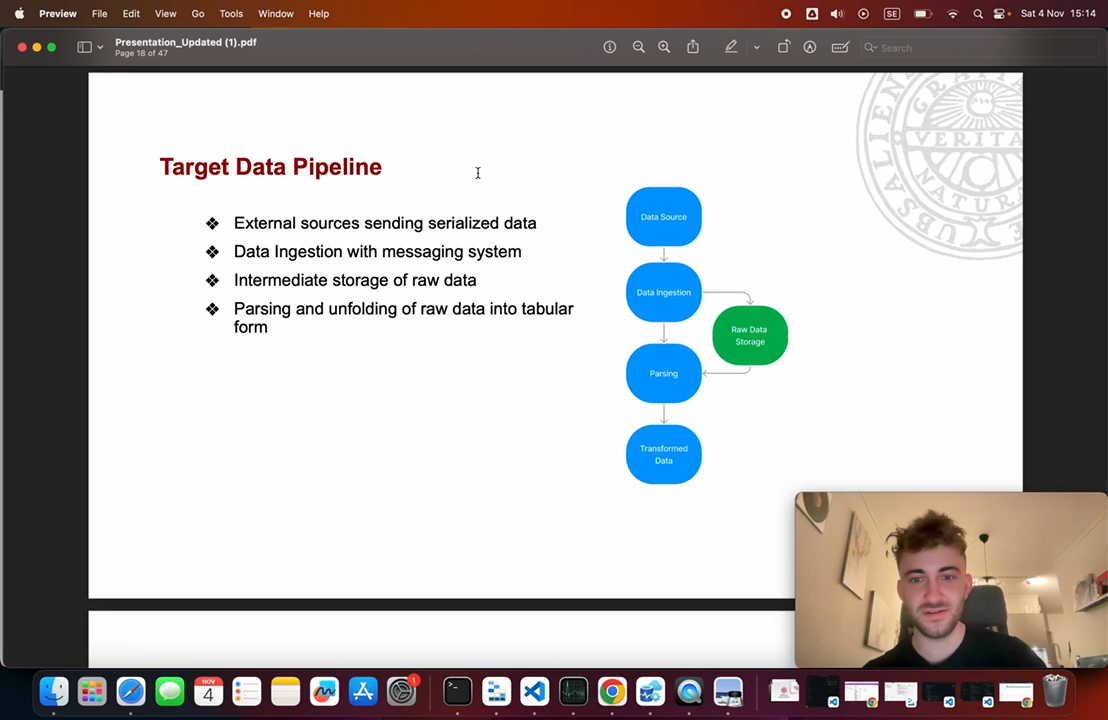 Preview File Edit View Go Tools Window Help
SE
Sat 4 Nov 15:14
Presentation_Updated (1).pdf
Page 18 of 47
Search
Target Data Pipeline
❖ External sources sending serialized data
❖ Data Ingestion with messaging system
❖ Intermediate storage of raw data
❖ Parsing and unfolding of raw data into tabular
form
Data Source
Data Ingestion
Raw Data
Storage
Parsing
Transformed
Data
GRATIAE
VERITAS
NATURAE
NOV
4
1